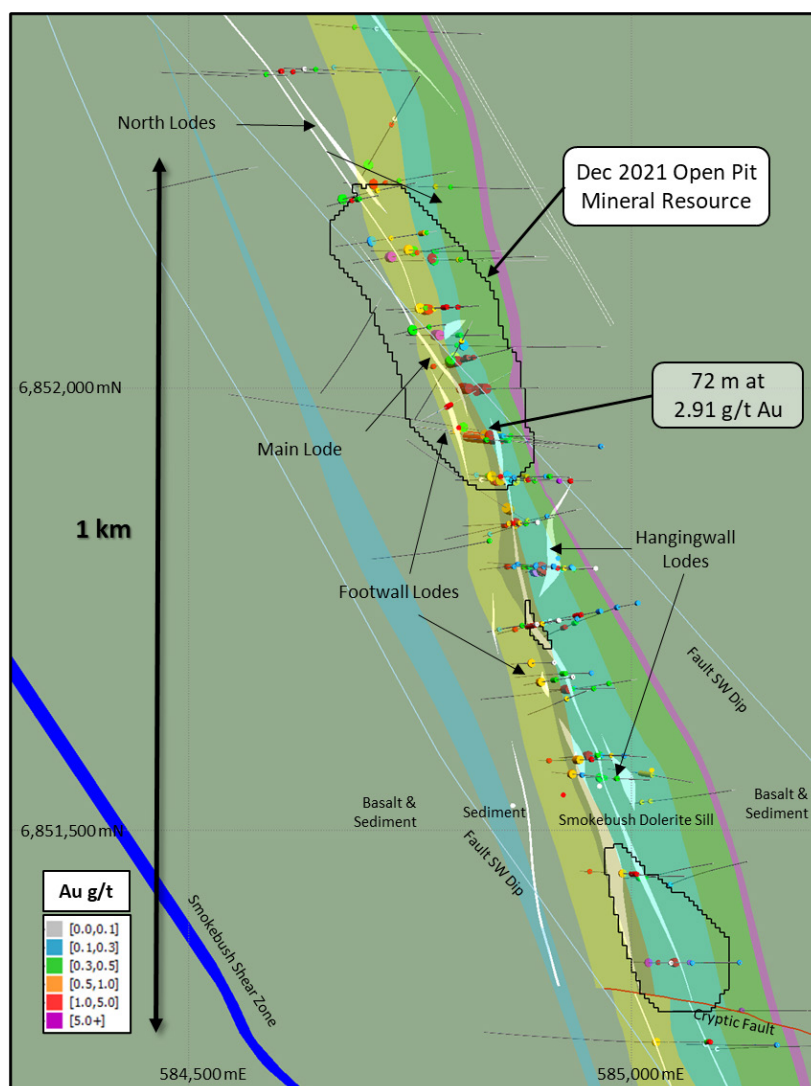 North Lodes
Dec 2021 Open Pit
Mineral Resource
6,852,000 mN
72 m at
2.91 g/t Au
Main Lode
1 km
Hangingwall
Lodes
Footwall Lodes
Fault SW Dip
Basalt &
Sediment
Sediment
Smokebush Dolerite Sill
Basalt &
Sediment
6,851,500 mN
Fault SW Dip
Au g/t
[0.0,0.1]
[0.1,0.3]
[0.3,0.5]
[0.5,1.0]
[1.0,5.0]
[5.0+]
Smokebush Shear Zone
Cryptic Fault
584,500 mE
585,000 mE